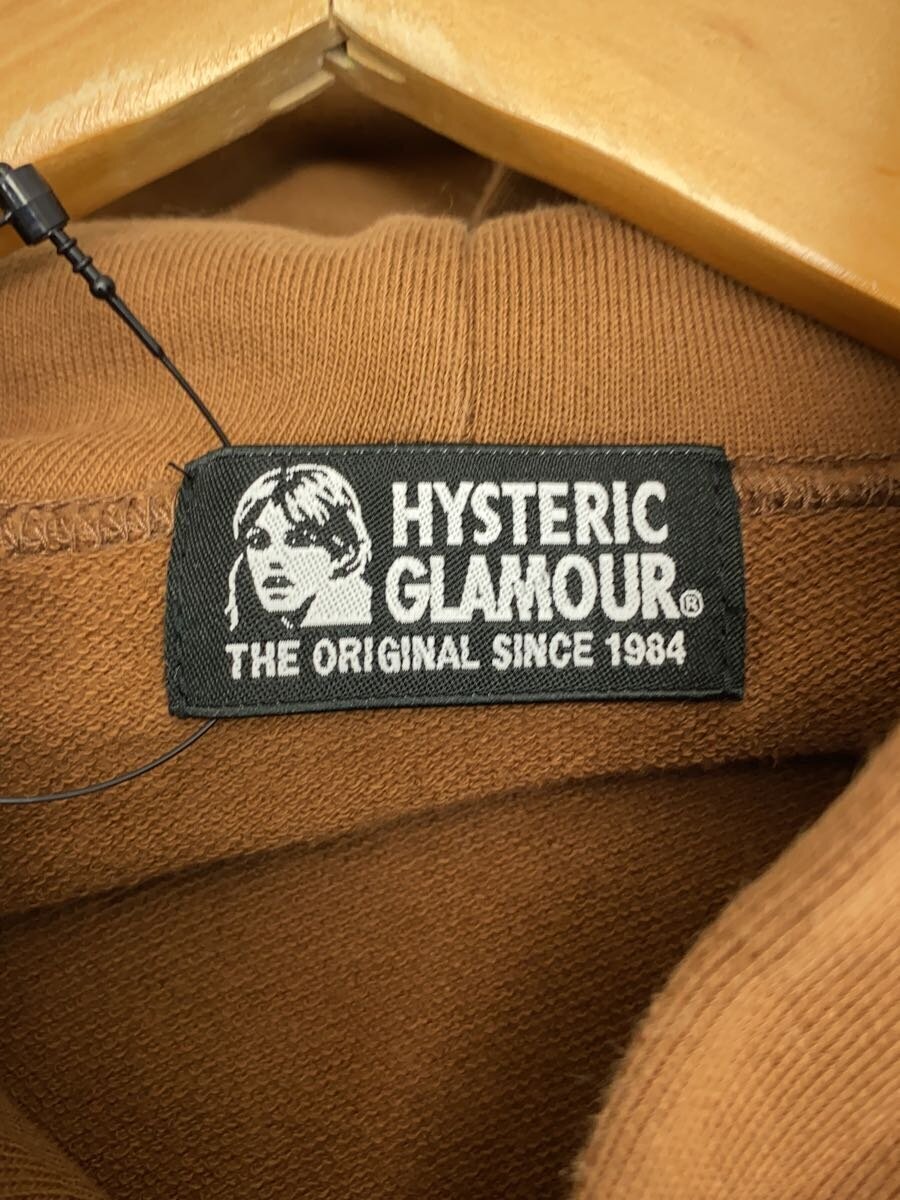 HYSTERIC
GLAMOUR®
THE ORIGINAL SINCE 1984